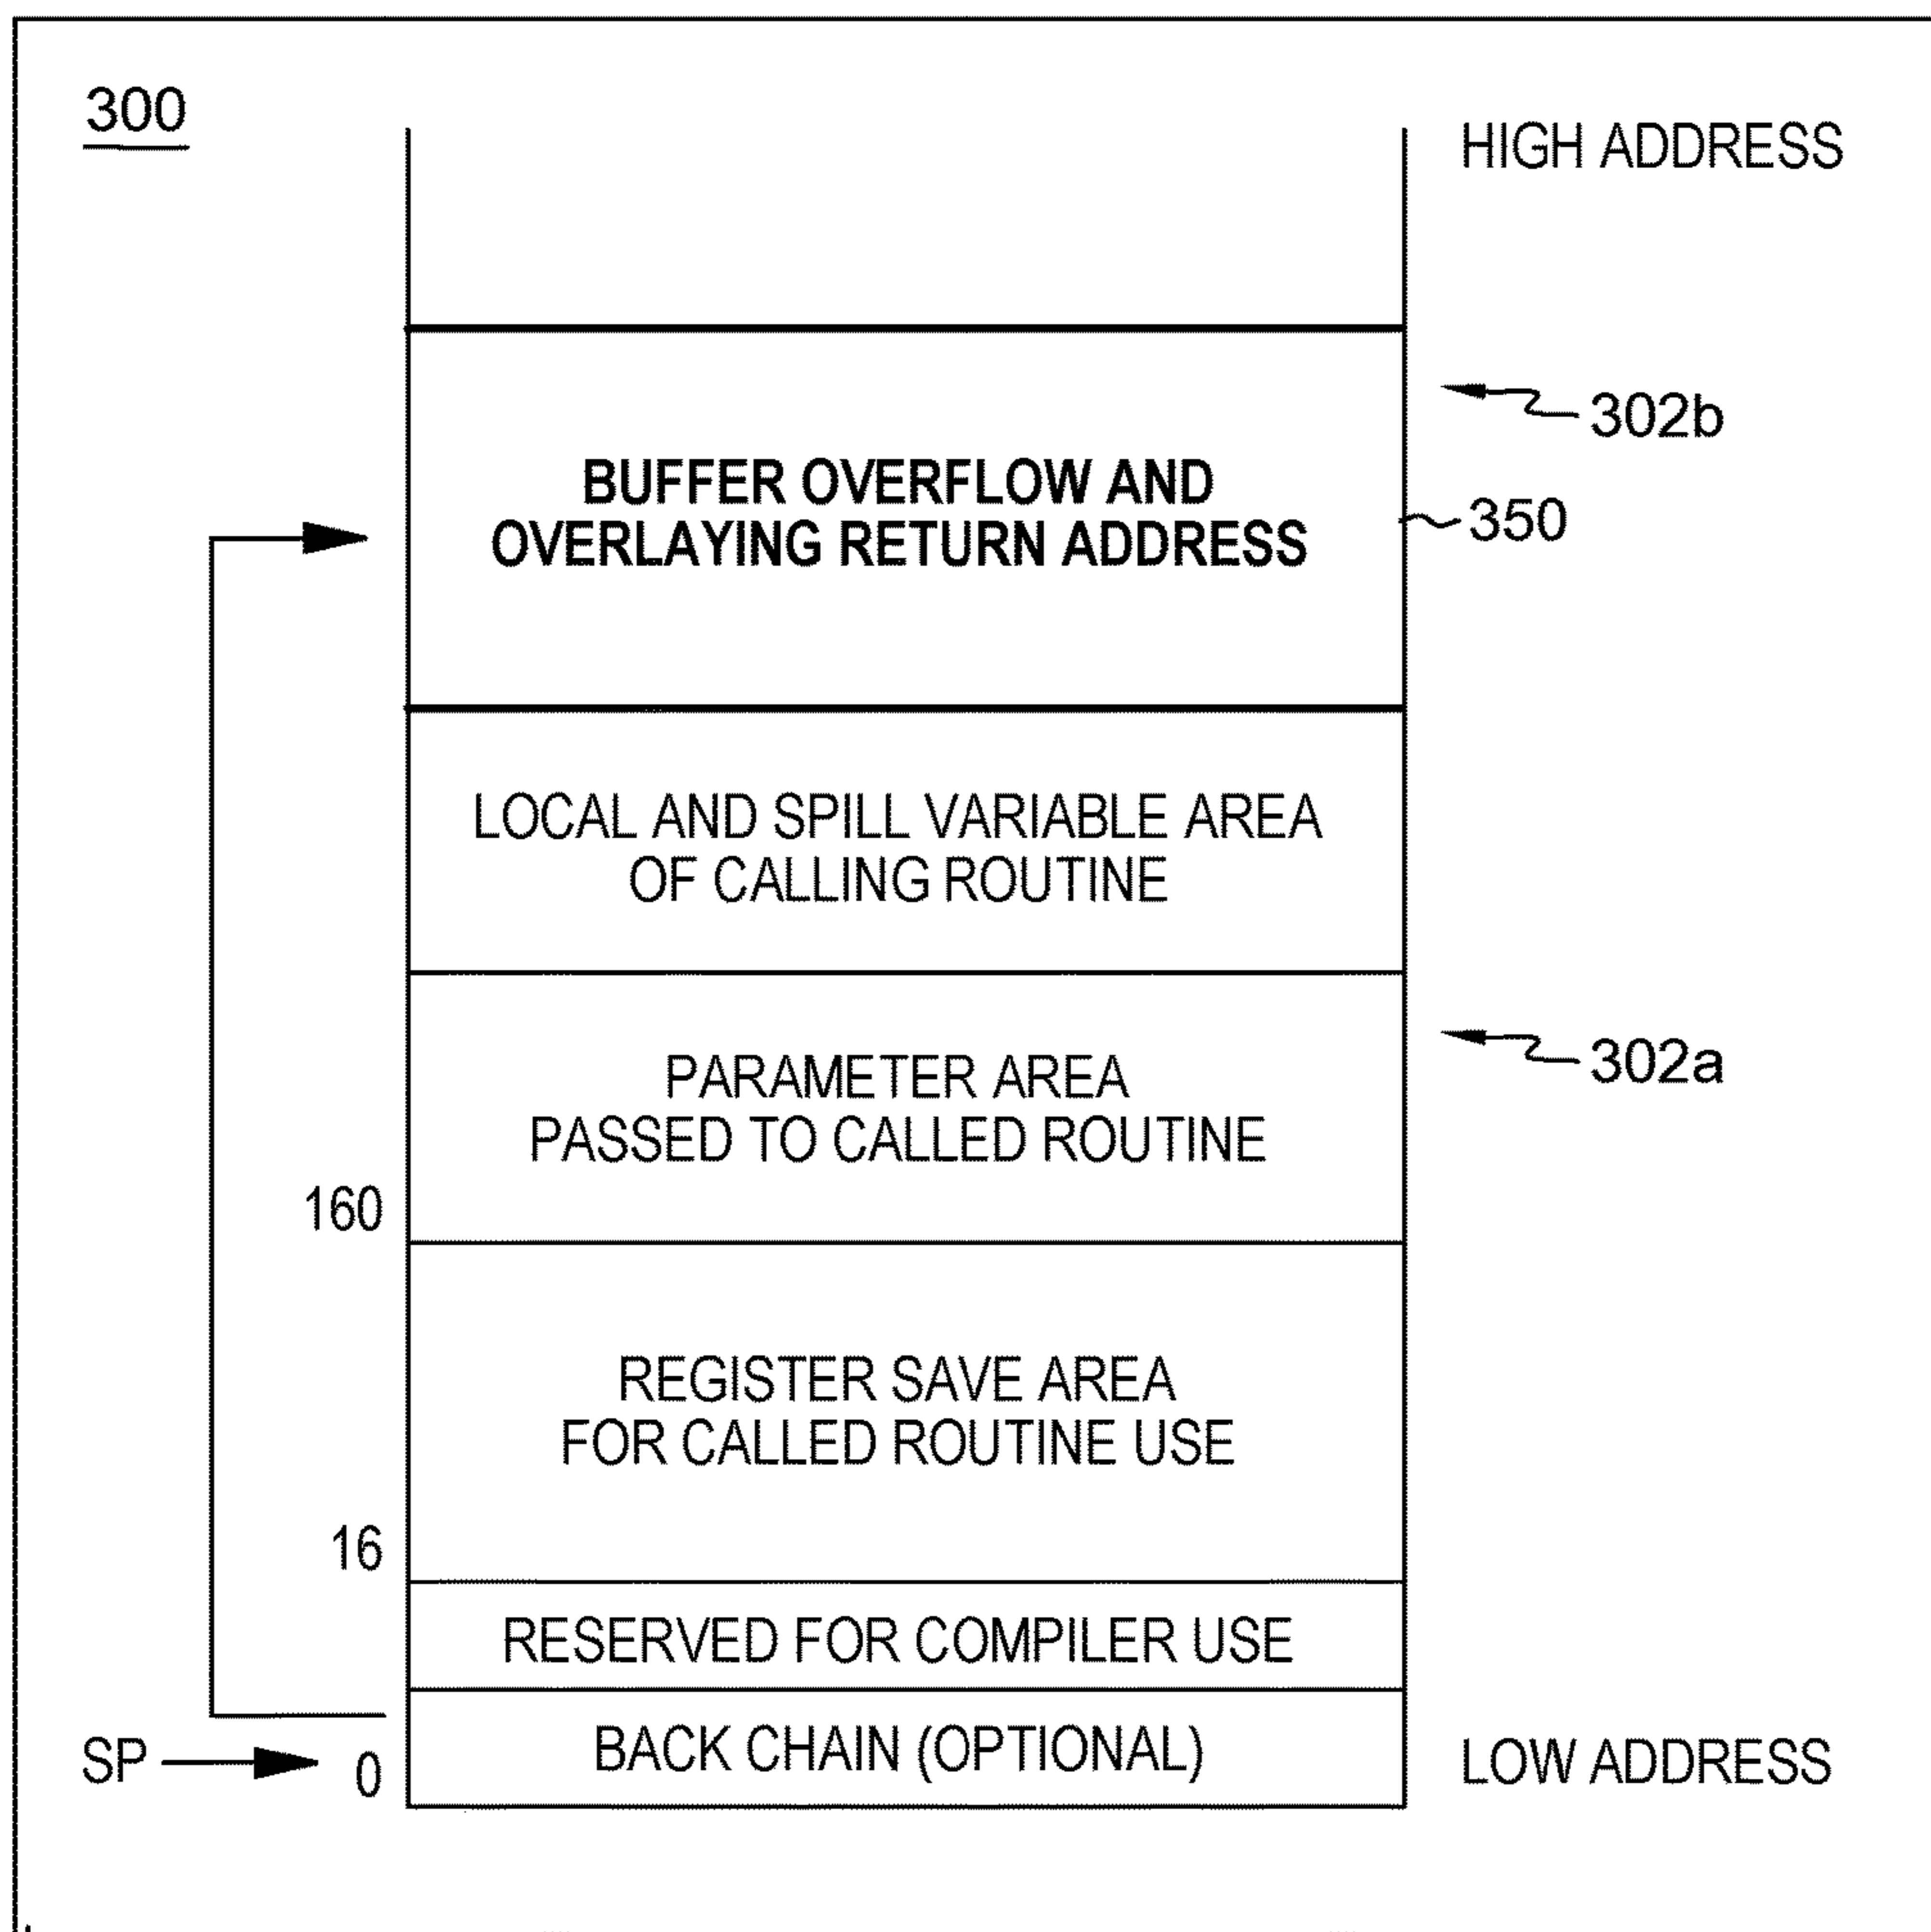 300
HIGH ADDRESS
302b
BUFFER OVERFLOW AND
OVERLAYING RETURN ADDRESS
350
LOCAL AND SPILL VARIABLE AREA
OF CALLING ROUTINE
302a
PARAMETER AREA
PASSED TO CALLED ROUTINE
160
REGISTER SAVE AREA
FOR CALLED ROUTINE USE
16
RESERVED FOR COMPILER USE
SP
0
BACK CHAIN (OPTIONAL)
LOW ADDRESS